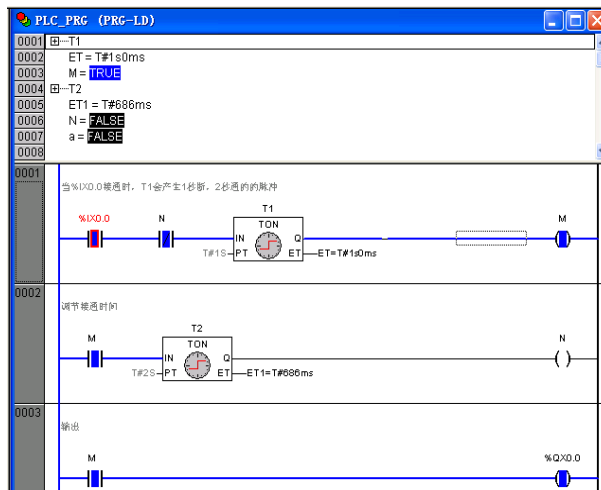 PLC_PRG (PRG-LD)
0001 T1
0002 ET = T#1s0ms
0003 M = TRUE
0004 T2
0005 ET1 = T#686ms
0006 N = FALSE
0007 a = FALSE
0008
0001
当%IX0.0接通时，T1会产生1秒断，2秒通的的脉冲
%IX0.0 N T1 M
TON
IN Q
T#1S PT ET ET=T#1s0ms
0002
调节接通时间
M T2 N
TON
IN Q
T#2S PT ET ET1=T#686ms
0003
输出
M %QX0.0